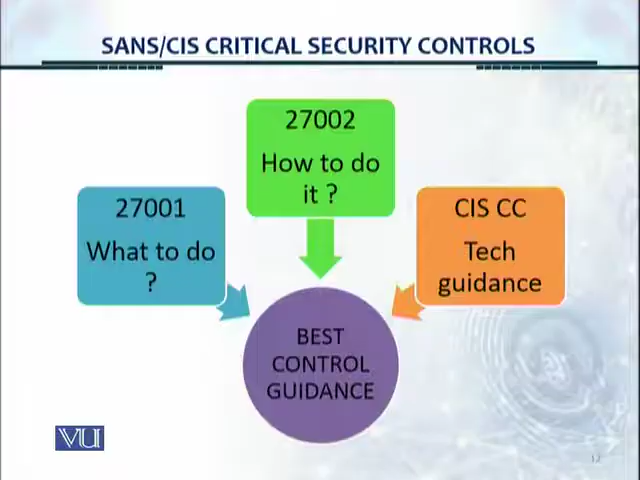 SANS/CIS CRITICAL SECURITY CONTROLS
27002
How to do
it ?
27001
What to do
?
CIS CC
Tech
guidance
BEST
CONTROL
GUIDANCE
VU
12